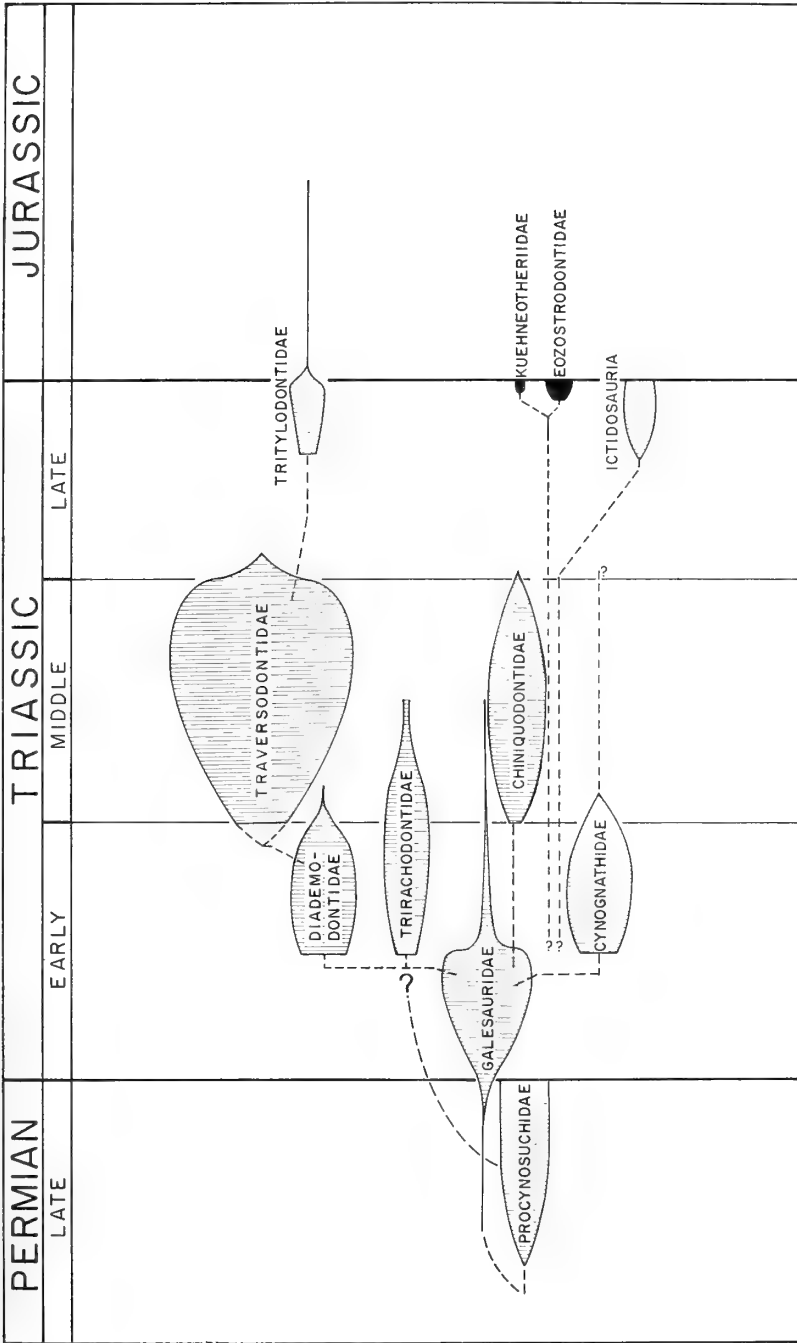 JURASSIC
TRIASSIC
LATE
MIDDLE
EARLY
PERMIAN
LATE
TRITYLODONTIDAE
KUEHNEOTHERIIDAE
EOZOSTRODONTIDAE
ICTIDOSAURIA
TRAVERSODONTIDAE
?
CHINIQUODONTIDAE
DIADEMO-
DONTIDAE
TRIRACHODONTIDAE
CYNOGNATHIDAE
??
?
GALESAURIDAE
PROCYNOSUCHIDAE